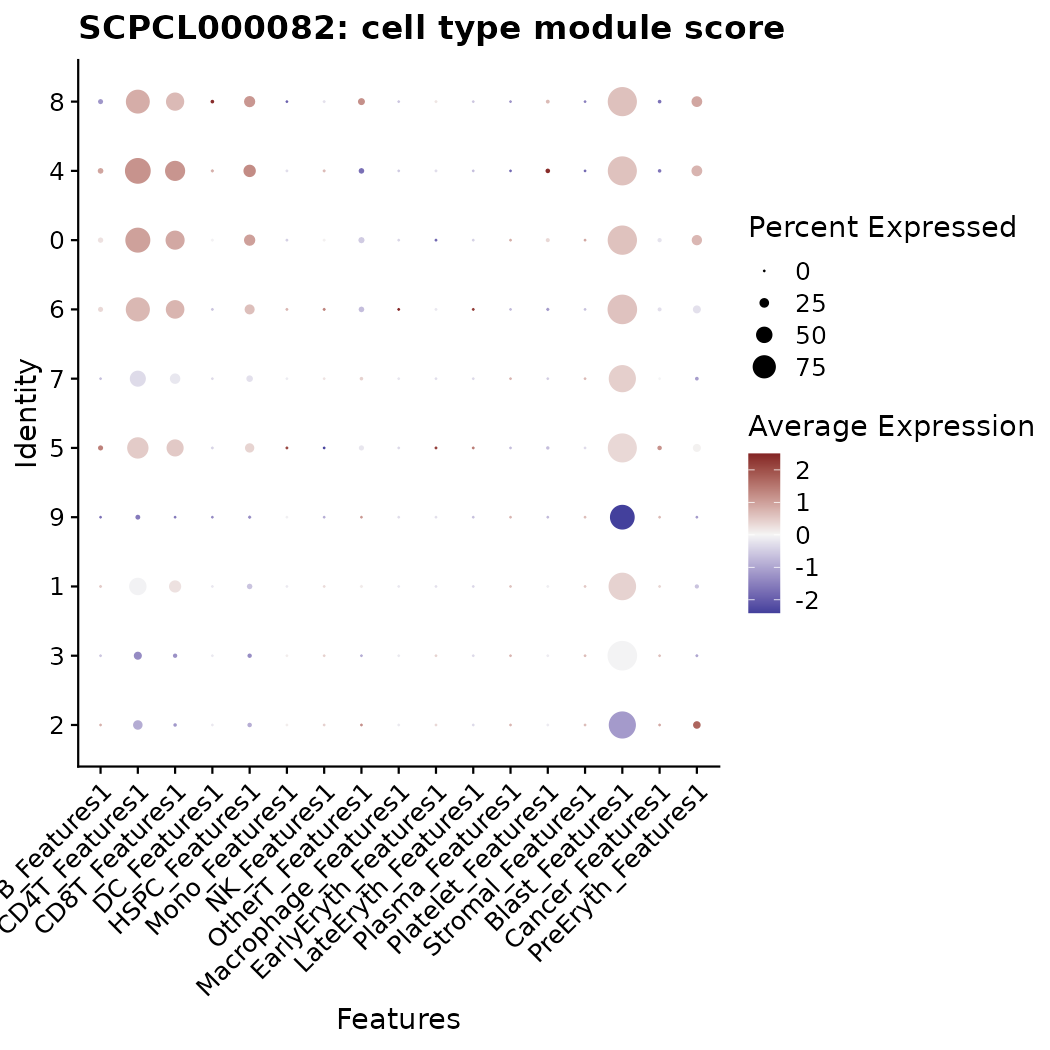 SCPCL000082: cell type module score
Identity
8
4
0
6
7
5
9
1
3
2
B_Features1
CD4T_Features1
CD8T_Features1
DC_Features1
HSPC_Features1
Mono_Features1
NK_Features1
OtherT_Features1
Macrophage_Features1
EarlyEryth_Features1
LateEryth_Features1
Plasma_Features1
Platelet_Features1
Stromal_Features1
Blast_Features1
Cancer_Features1
PreEryth_Features1
Features
Percent Expressed
0
25
50
75
Average Expression
2
1
0
-1
-2